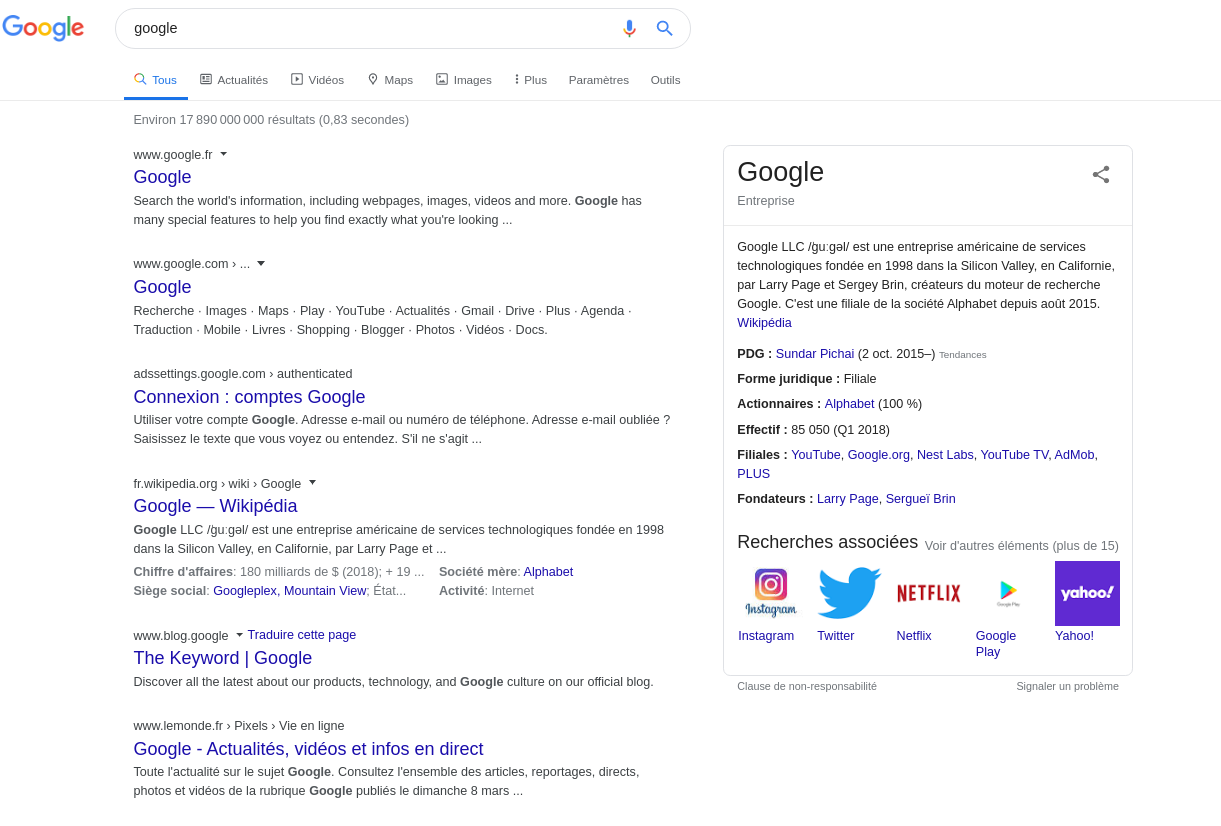 Google
google
Tous Actualités Vidéos Maps Images Plus Paramètres Outils
Environ 17 890 000 000 résultats (0,83 secondes)
www.google.fr
Google
Search the world's information, including webpages, images, videos and more. Google has
many special features to help you find exactly what you're looking ...
www.google.com › ...
Google
Recherche · Images · Maps · Play · YouTube · Actualités · Gmail · Drive · Plus · Agenda ·
Traduction · Mobile · Livres · Shopping · Blogger · Photos · Vidéos · Docs.
adssettings.google.com › authenticated
Connexion : comptes Google
Utiliser votre compte Google. Adresse e-mail ou numéro de téléphone. Adresse e-mail oubliée ?
Saisissez le texte que vous voyez ou entendez. S'il ne s'agit ...
fr.wikipedia.org › wiki › Google
Google — Wikipédia
Google LLC /ɡuːɡəl/ est une entreprise américaine de services technologiques fondée en 1998
dans la Silicon Valley, en Californie, par Larry Page et ...
Chiffre d'affaires: 180 milliards de $ (2018); + 19 ... Société mère: Alphabet
Siège social: Googleplex, Mountain View; État... Activité: Internet
www.blog.google Traduire cette page
The Keyword | Google
Discover all the latest about our products, technology, and Google culture on our official blog.
www.lemonde.fr › Pixels › Vie en ligne
Google - Actualités, vidéos et infos en direct
Toute l'actualité sur le sujet Google. Consultez l'ensemble des articles, reportages, directs,
photos et vidéos de la rubrique Google publiés le dimanche 8 mars ...
Google
Entreprise
Google LLC /ɡuːɡəl/ est une entreprise américaine de services
technologiques fondée en 1998 dans la Silicon Valley, en Californie,
par Larry Page et Sergey Brin, créateurs du moteur de recherche
Google. C'est une filiale de la société Alphabet depuis août 2015.
Wikipédia
PDG : Sundar Pichai (2 oct. 2015–) Tendances
Forme juridique : Filiale
Actionnaires : Alphabet (100 %)
Effectif : 85 050 (Q1 2018)
Filiales : YouTube, Google.org, Nest Labs, YouTube TV, AdMob,
PLUS
Fondateurs : Larry Page, Sergueï Brin
Recherches associées Voir d'autres éléments (plus de 15)
Instagram NETFLIX Google Play yahoo!
Instagram Twitter Netflix Google Yahoo!
Play
Clause de non-responsabilité Signaler un problème